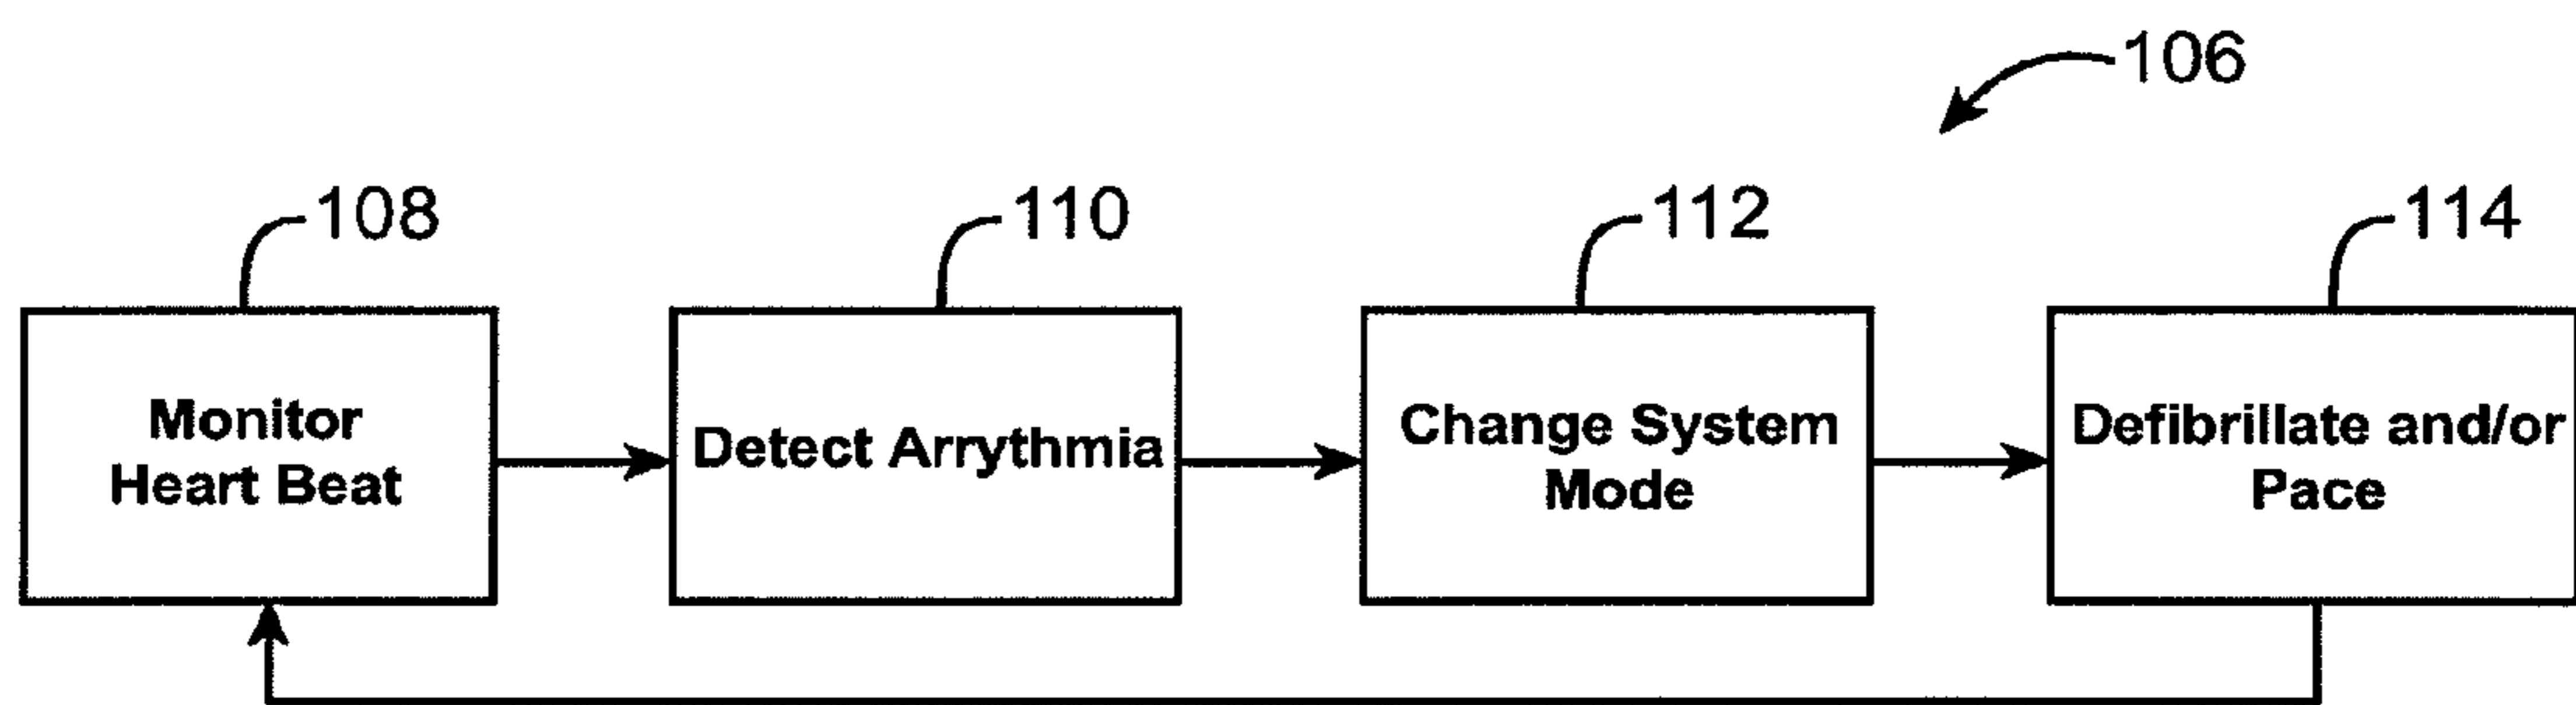 106
108
110
112
114
Monitor
Heart Beat
Detect Arrythmia
Change System
Mode
Defibrillate and/or
Pace